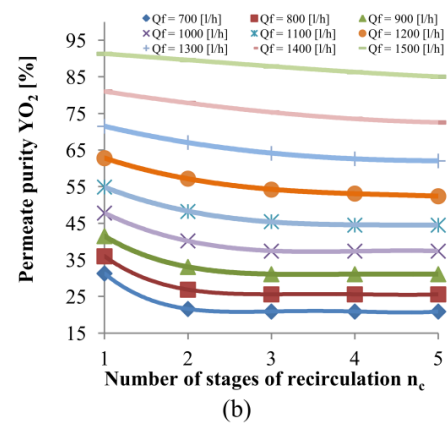 Qf = 700 [l/h] Qf = 800 [l/h] Qf = 900 [l/h]
Qf = 1000 [l/h] Qf = 1100 [l/h] Qf = 1200 [l/h]
Qf = 1300 [l/h] Qf = 1400 [l/h] Qf = 1500 [l/h]
Permeate purity YO₂ [%]
95
85
75
65
55
45
35
25
15
1 2 3 4 5
Number of stages of recirculation n_c
(b)